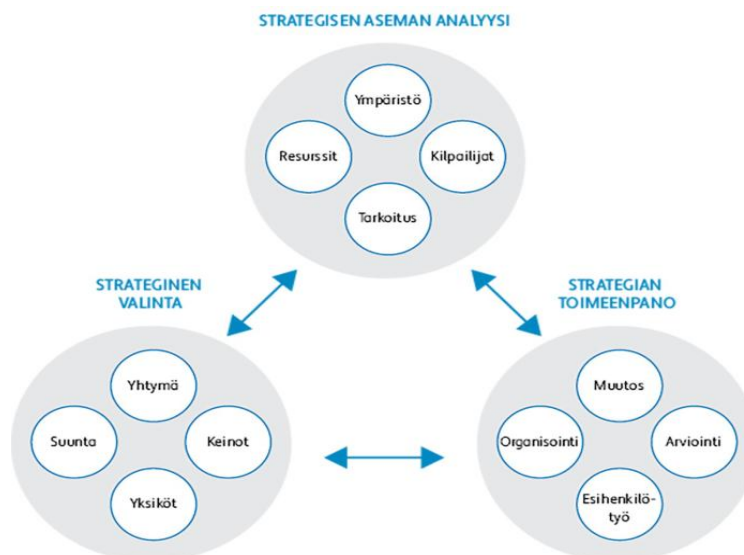 STRATEGISEN ASEMAN ANALYYSI
Ympäristö
Resurssit
Kilpailijat
Tarkoitus
STRATEGINEN
VALINTA
Yhtymä
Suunta
Keinot
Yksiköt
STRATEGIAN
TOIMEENPANO
Muutos
Organisointi
Arviointi
Esihenkilö-
työ